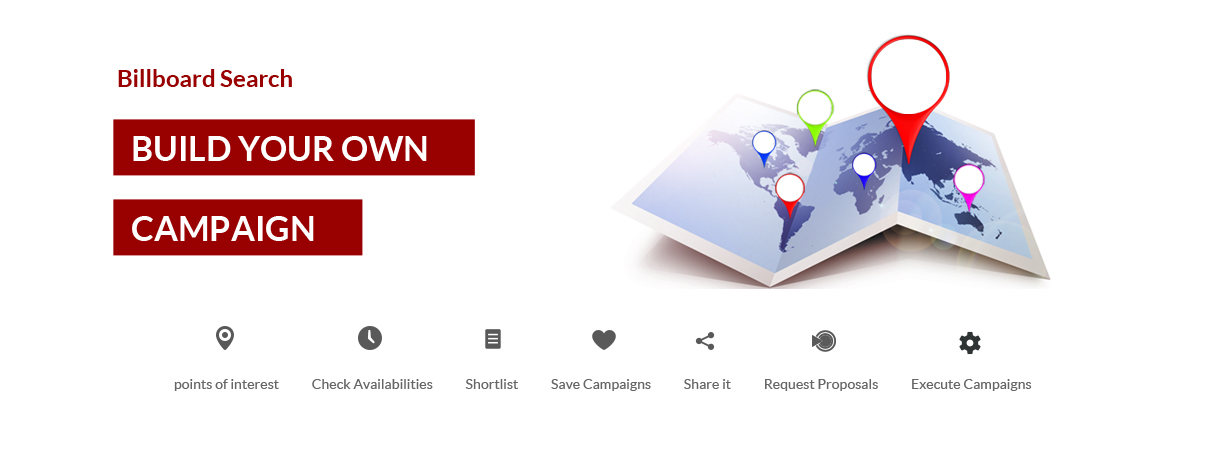 Billboard Search
BUILD YOUR OWN
CAMPAIGN
points of interest
Check Availabilities
Shortlist
Save Campaigns
Share it
Request Proposals
Execute Campaigns